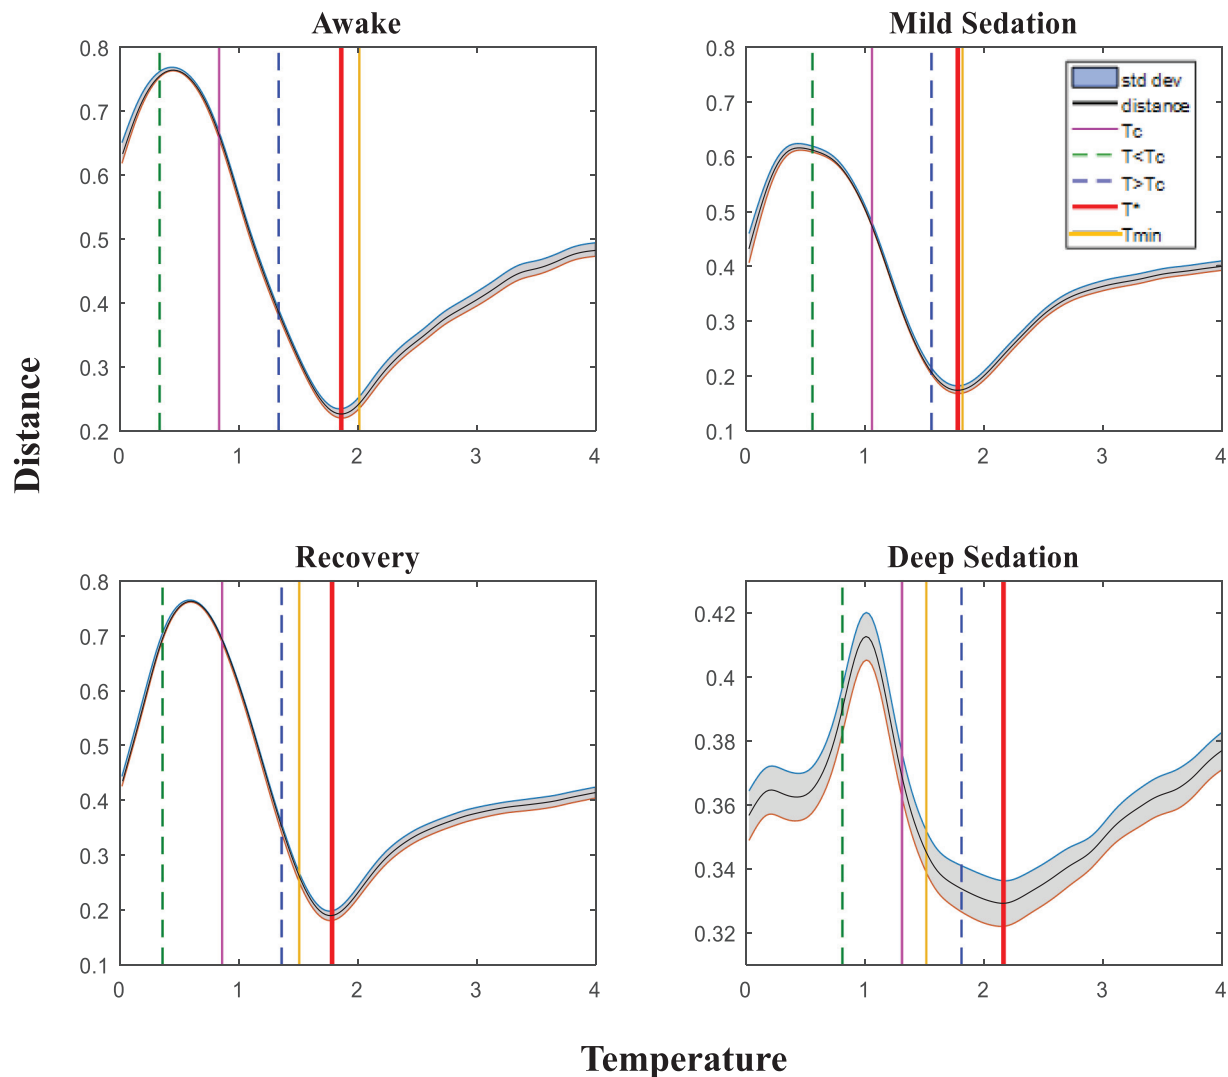 Awake
0.8
0.7
0.6
0.5
0.4
0.3
0.2
0 1 2 3 4
Mild Sedation
0.8
0.7
0.6
0.5
0.4
0.3
0.2
0.1
0 1 2 3 4
std dev
distance
Tc
T<Tc
T>Tc
T*
Tmin
Distance
Recovery
0.8
0.7
0.6
0.5
0.4
0.3
0.2
0.1
0 1 2 3 4
Deep Sedation
0.42
0.4
0.38
0.36
0.34
0.32
0 1 2 3 4
Temperature